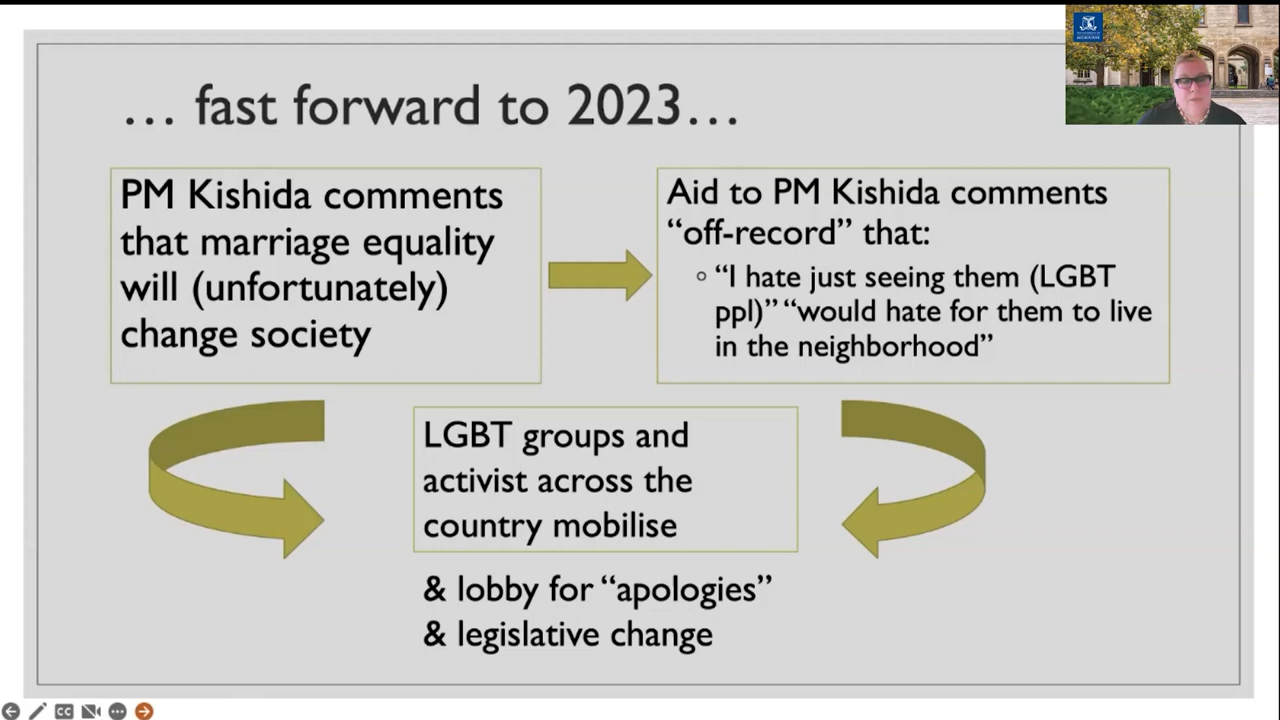 … fast forward to 2023…
PM Kishida comments
that marriage equality
will (unfortunately)
change society
Aid to PM Kishida comments
“off-record” that:
“I hate just seeing them (LGBT
ppl)” “would hate for them to live
in the neighborhood”
LGBT groups and
activist across the
country mobilise
& lobby for “apologies”
& legislative change
CC